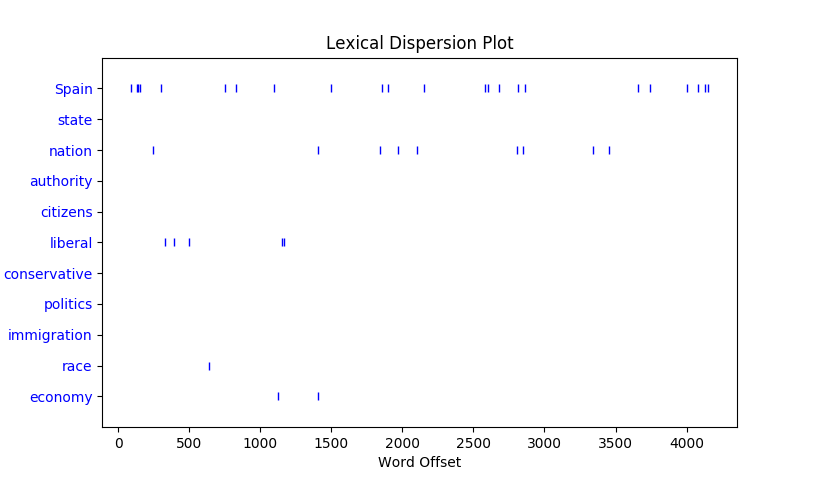 Lexical Dispersion Plot
Spain
state
nation
authority
citizens
liberal
conservative
politics
immigration
race
economy
0 500 1000 1500 2000 2500 3000 3500 4000
Word Offset